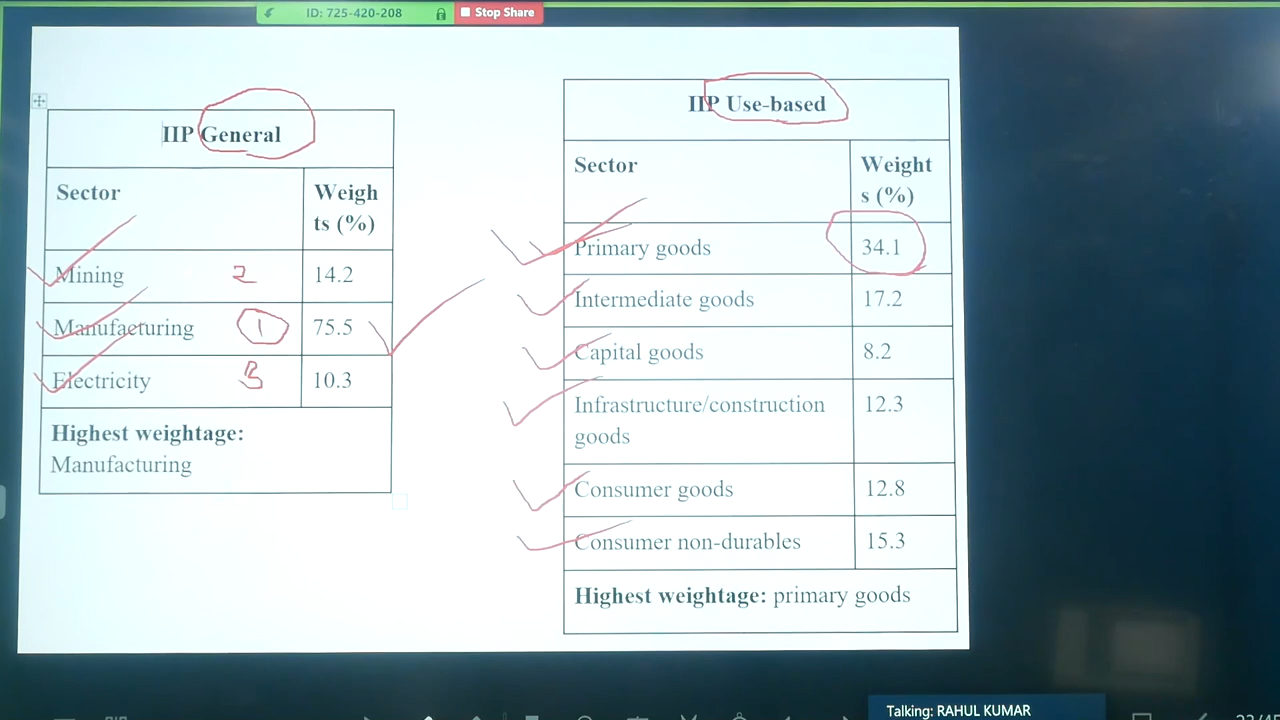 ID: 725-420-208
Stop Share
IIP General
Sector
Weigh
ts (%)
Mining 2 14.2
Manufacturing 1 75.5
Electricity 3 10.3
Highest weightage:
Manufacturing
IIP Use-based
Sector
Weight
s (%)
Primary goods 34.1
Intermediate goods 17.2
Capital goods 8.2
Infrastructure/construction 12.3
goods
Consumer goods 12.8
Consumer non-durables 15.3
Highest weightage: primary goods
Talking: RAHUL KUMAR